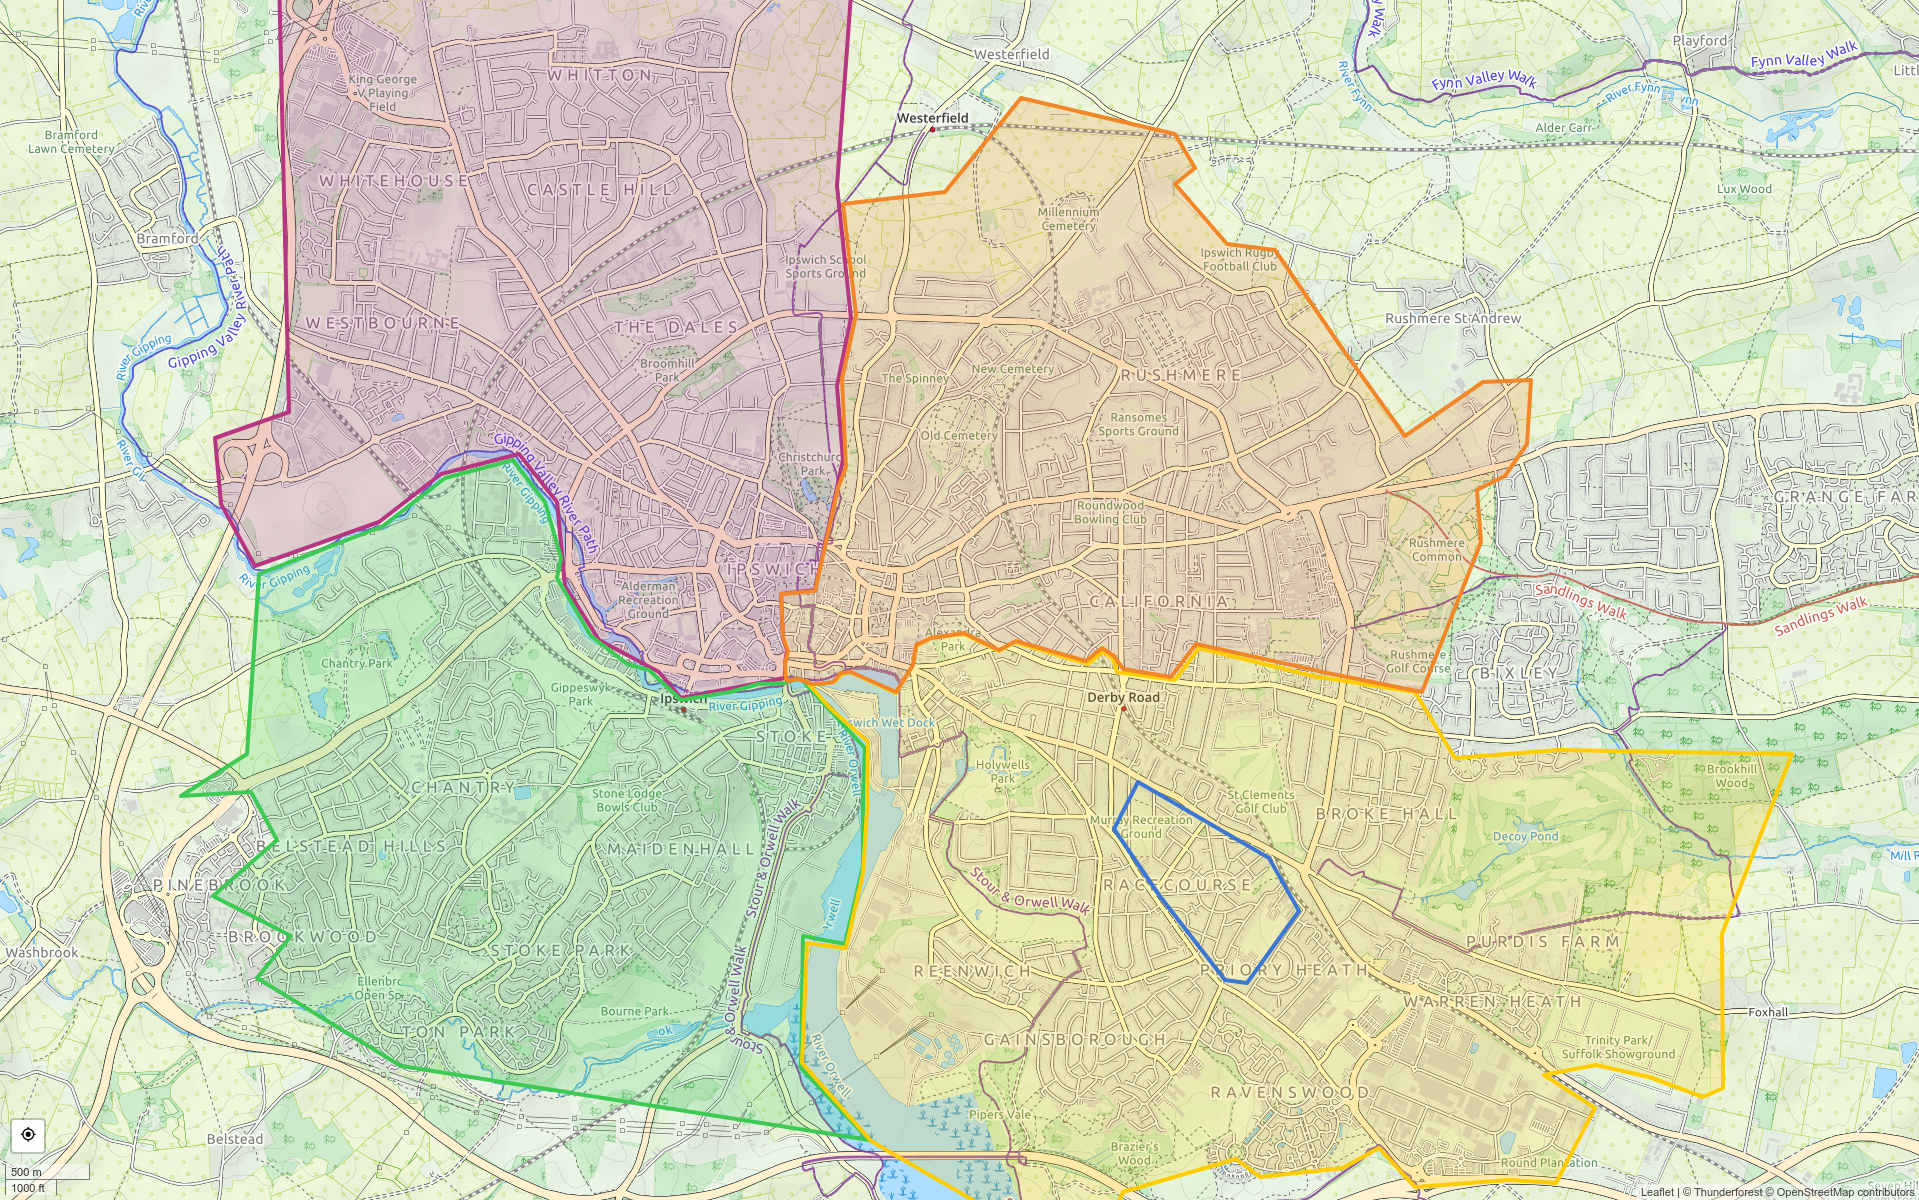 Westerfield
Playford
Fynn Valley Walk
Fynn Valley Walk
River Fynn
River Fynn
Alder Carr
Lux Wood
King George
V Playing
Field
WHITTON
Westerfield
Bramford
Lawn Cemetery
WHITEHOUSE
CASTLE HILL
Millennium
Cemetery
Bramford
Ipswich School
Sports Ground
Ipswich Rugby
Football Club
Gipping Valley River Path
River Gipping
WESTBOURNE
THE DALES
Rushmere St Andrew
Broomhill
Park
The Spinney
New Cemetery
RUSHMERE
Old Cemetery
Ransomes
Sports Ground
Gipping Valley River Path
River Gipping
Christchurch
Park
Roundwood
Bowling Club
Rushmere
Common
River Gipping
IPSWICH
Alderman
Recreation
Ground
CALIFORNIA
Sandlings Walk
Sandlings Walk
Alexandra
Park
Rushmere
Golf Course
BIXLEY
Chantry Park
Gippeswyk
Park
Ipswich
River Gipping
Derby Road
STOKE
Ipswich Wet Dock
River Orwell
Holywells
Park
Brookhill
Wood
CHANTRY
Stone Lodge
Bowls Club
St Clements
Golf Club
BROKE HALL
Murray Recreation
Ground
Decoy Pond
BELSTEAD HILLS
MAIDENHALL
Stour & Orwell Walk
Stour & Orwell Walk
PINEBROOK
RACECOURSE
Orwell
BROOKWOOD
STOKE PARK
PURDIS FARM
Washbrook
REENWICH
PRIORY HEATH
Ellenbrc
Open Sp
Stour & Orwell Walk
WARREN HEATH
Bourne Park
Foxhall
TON PARK
GAINSBOROUGH
Trinity Park/
Suffolk Showground
River Orwell
RAVENSWOOD
Pipers Vale
Belstead
Brazier's
Wood
Round Plantation
500 m
1000 ft
Leaflet | © Thunderforest © OpenStreetMap contributors